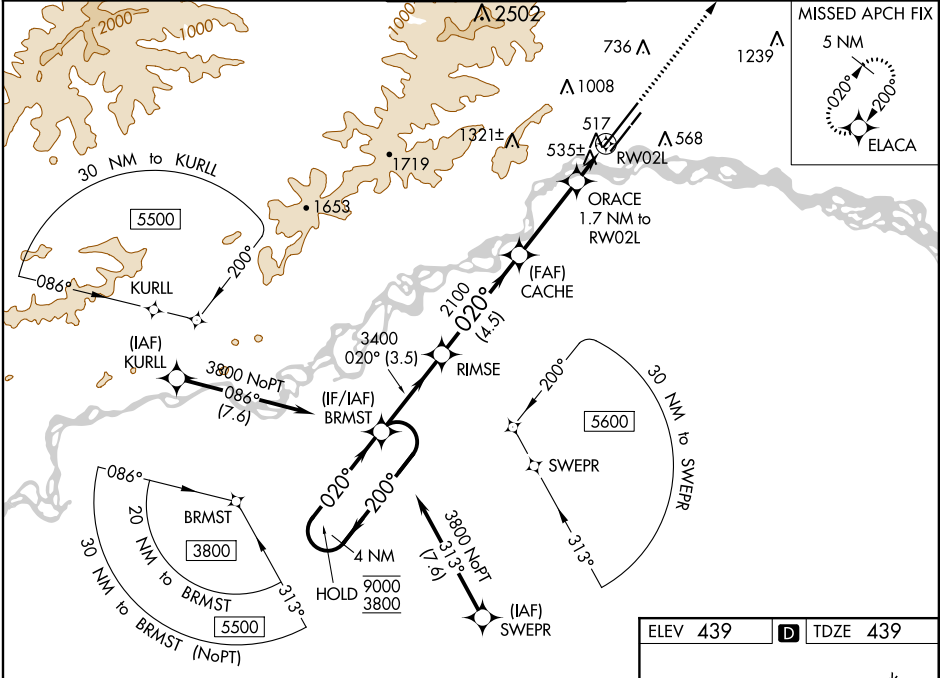 2000
1000
1000
2502
736
1239
MISSED APCH FIX
5 NM
020°
200°
ELACA
1008
517
1321±
535±
568
RW02L
1719
1653
ORACE
1.7 NM to
RW02L
30 NM to KURLL
5500
086°
KURLL
200°
(FAF)
CACHE
2100
020°
(4.5)
3400
020° (3.5)
RIMSE
(IAF)
KURLL
3800 NoPT
086°
(7.6)
(IF/IAF)
BRMST
020°
200°
4 NM
HOLD
9000
3800
200°
30 NM to SWEPR
5600
SWEPR
313°
086°
BRMST
3800
20 NM to BRMST
313°
5500
30 NM to BRMST (NoPT)
3800 NoPT
313°
(7.6)
(IAF)
SWEPR
ELEV 439
D
TDZE 439